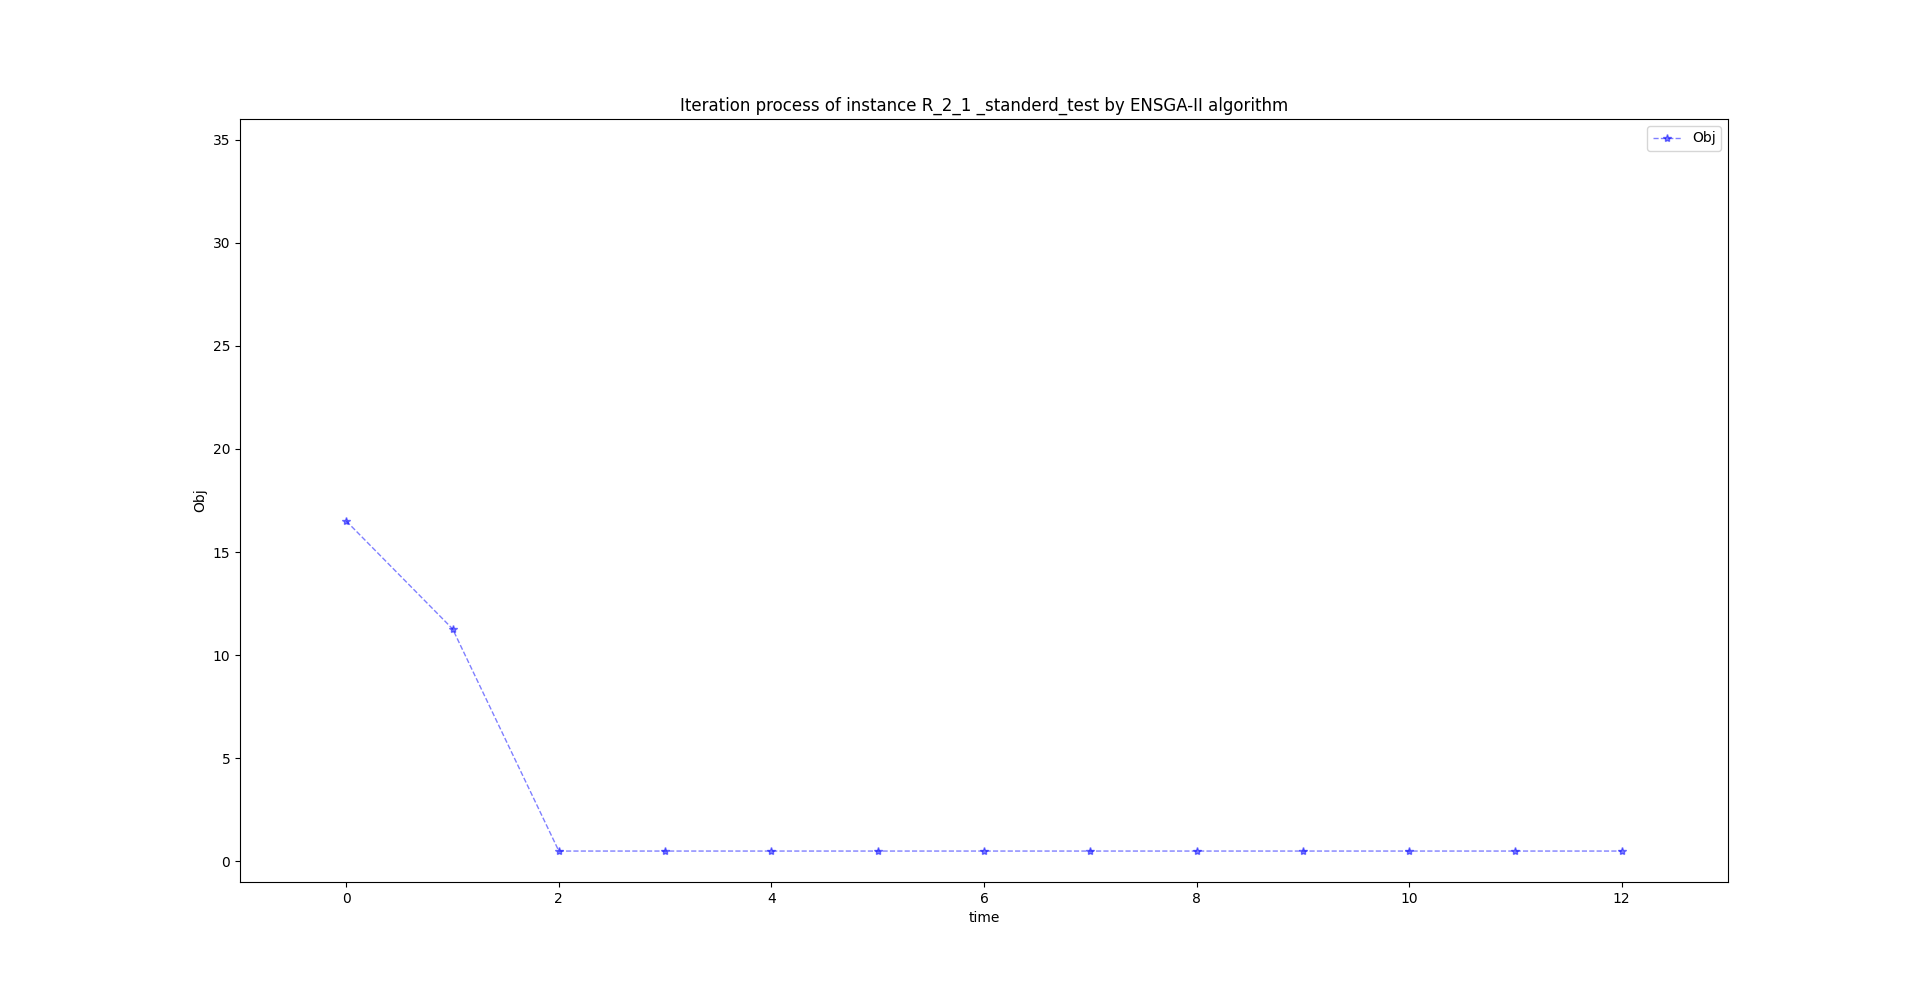 Iteration process of instance R_2_1 _standerd_test by ENSGA-II algorithm
Obj
35
30
25
20
15
10
5
0
Obj
0 2 4 6 8 10 12
time